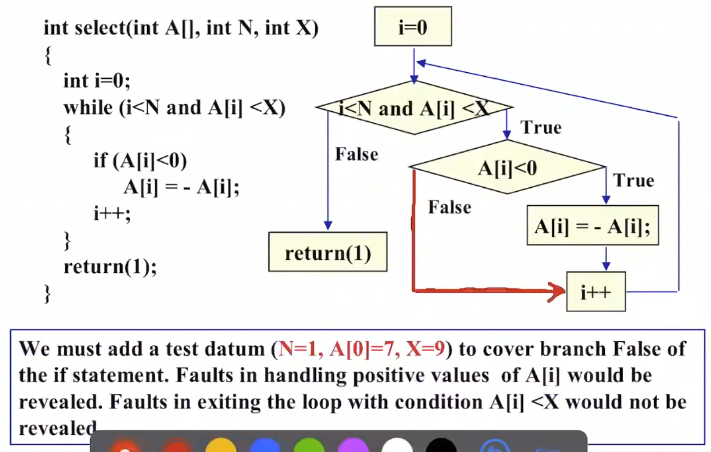 int select(int A[], int N, int X)
{
int i=0;
while (i<N and A[i] <X)
{
if (A[i]<0)
A[i] = - A[i];
i++;
}
return(1);
}
i=0
i<N and A[i] <X
True
False
A[i]<0
True
False
A[i] = - A[i];
return(1)
i++
We must add a test datum (N=1, A[0]=7, X=9) to cover branch False of
the if statement. Faults in handling positive values of A[i] would be
revealed. Faults in exiting the loop with condition A[i] <X would not be
revealed